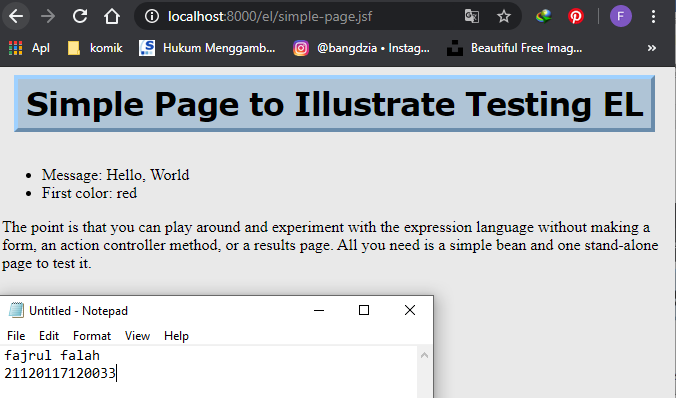 localhost:8000/el/simple-page.jsf
F
Apl komik Hukum Menggamb... @bangdzia • Instag... Beautiful Free Imag... »
Simple Page to Illustrate Testing EL
• Message: Hello, World
• First color: red
The point is that you can play around and experiment with the expression language without making a
form, an action controller method, or a results page. All you need is a simple bean and one stand-alone
page to test it.
Untitled - Notepad
File Edit Format View Help
fajrul falah
21120117120033